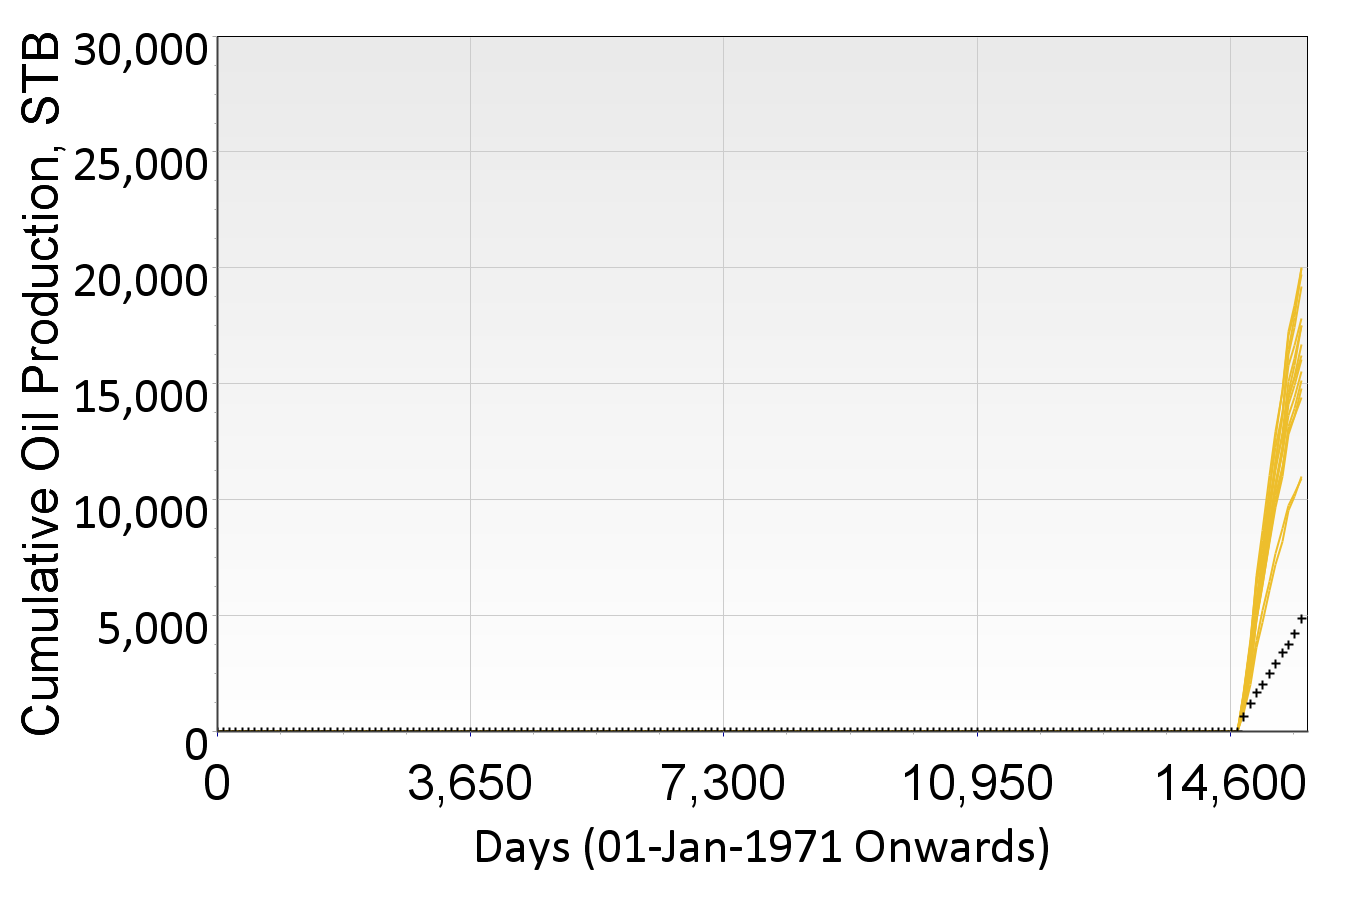 Cumulative Oil Production, STB
30,000
25,000
20,000
15,000
10,000
5,000
0
0 3,650 7,300 10,950 14,600
Days (01-Jan-1971 Onwards)